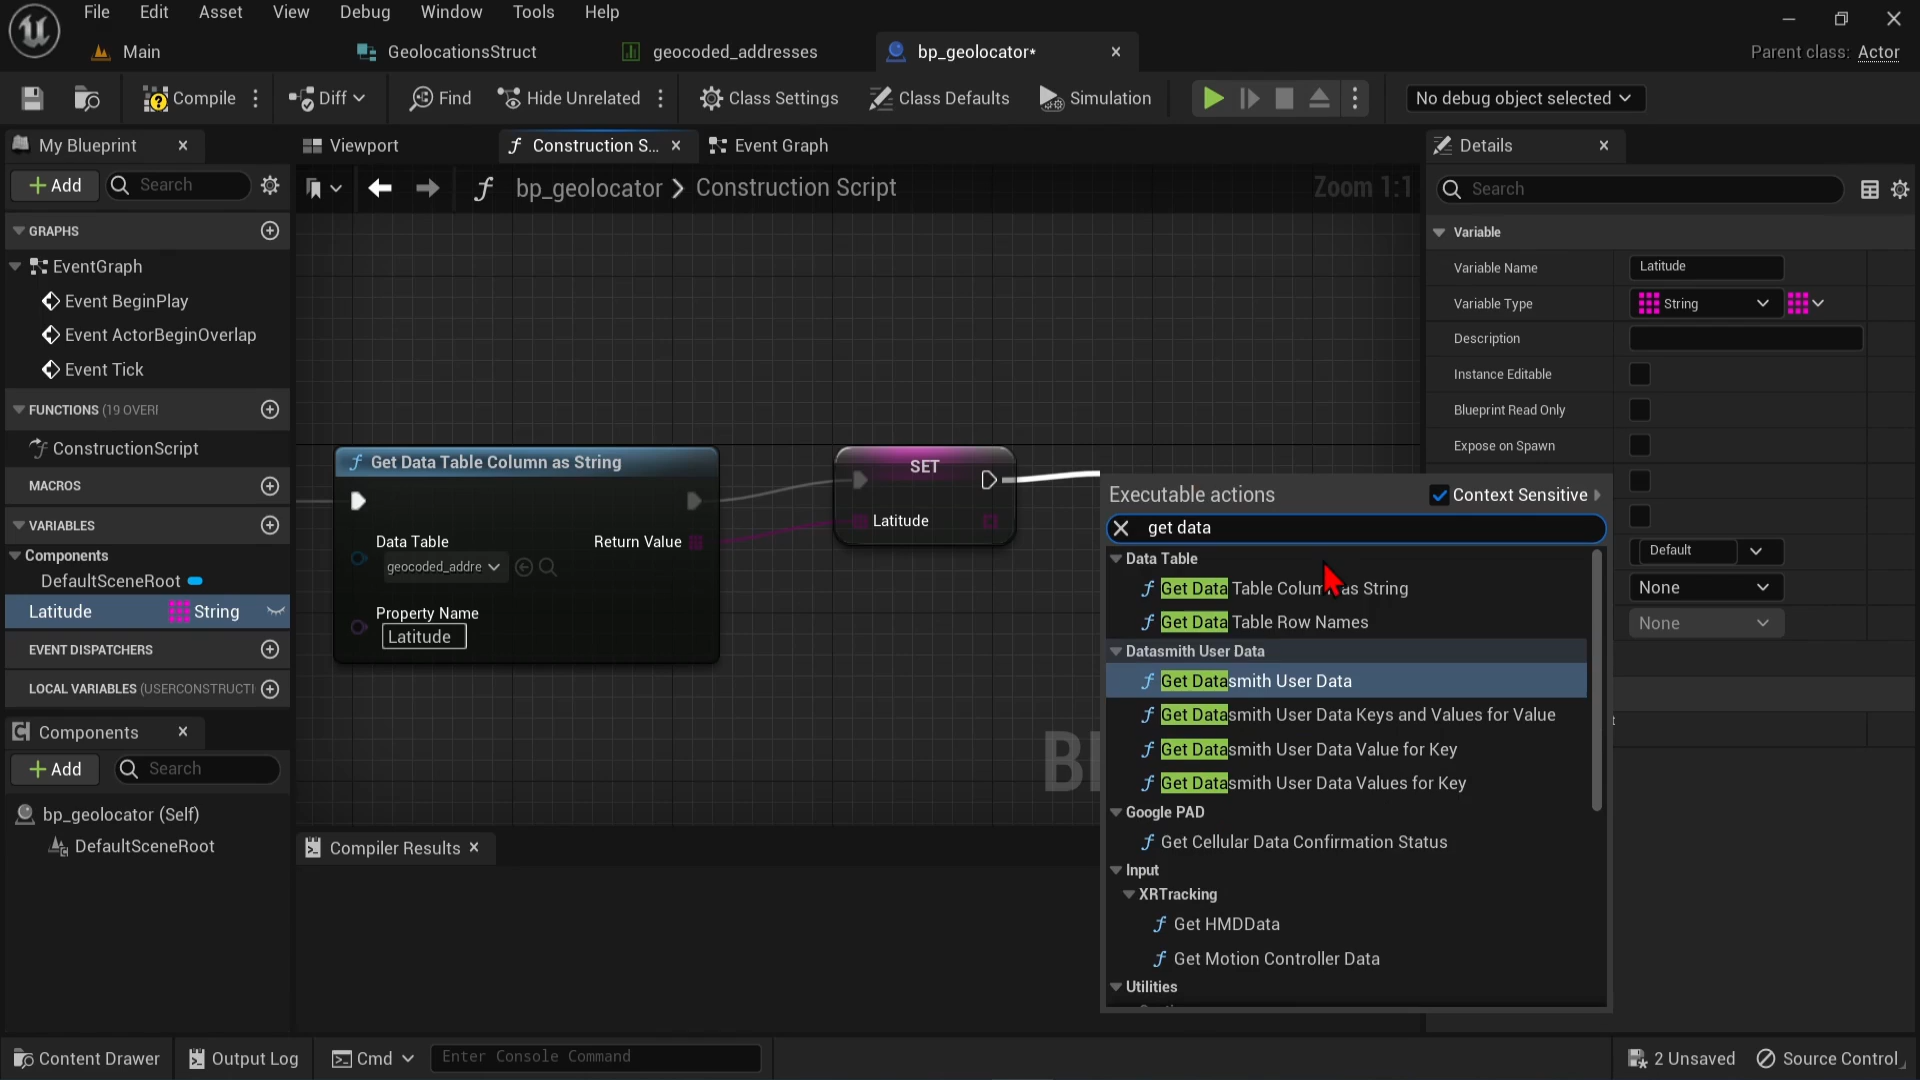 File Edit Asset View Debug Window Tools Help
Main GeolocationsStruct geocoded_addresses bp_geolocator* Parent class: Actor
Compile Diff Find Hide Unrelated Class Settings Class Defaults Simulation No debug object selected
My Blueprint Viewport Construction S... Event Graph Details
Add Search bp_geolocator Construction Script Zoom 1:1 Search
GRAPHS Variable
EventGraph Variable Name Latitude
Event BeginPlay Variable Type String
Event ActorBeginOverlap Description
Event Tick Instance Editable
FUNCTIONS (19 OVERI Blueprint Read Only
ConstructionScript Expose on Spawn
Get Data Table Column as String SET
MACROS
Executable actions Context Sensitive
VARIABLES Latitude get data
Data Table Return Value
Components Data Table Default
geocoded_addre
DefaultSceneRoot Get Data Table Column as String None
Latitude String Property Name Get Data Table Row Names None
Latitude
EVENT DISPATCHERS Datasmith User Data
Get Datasmith User Data
LOCAL VARIABLES (USERCONSTRUCTI
Get Datasmith User Data Keys and Values for Value
Components Get Datasmith User Data Value for Key
Add Search Get Datasmith User Data Values for Key
bp_geolocator (Self) Google PAD
DefaultSceneRoot Compiler Results Get Cellular Data Confirmation Status
Input
XRTracking
Get HMDData
Get Motion Controller Data
Utilities
Content Drawer Output Log Cmd Enter Console Command 2 Unsaved Source Control